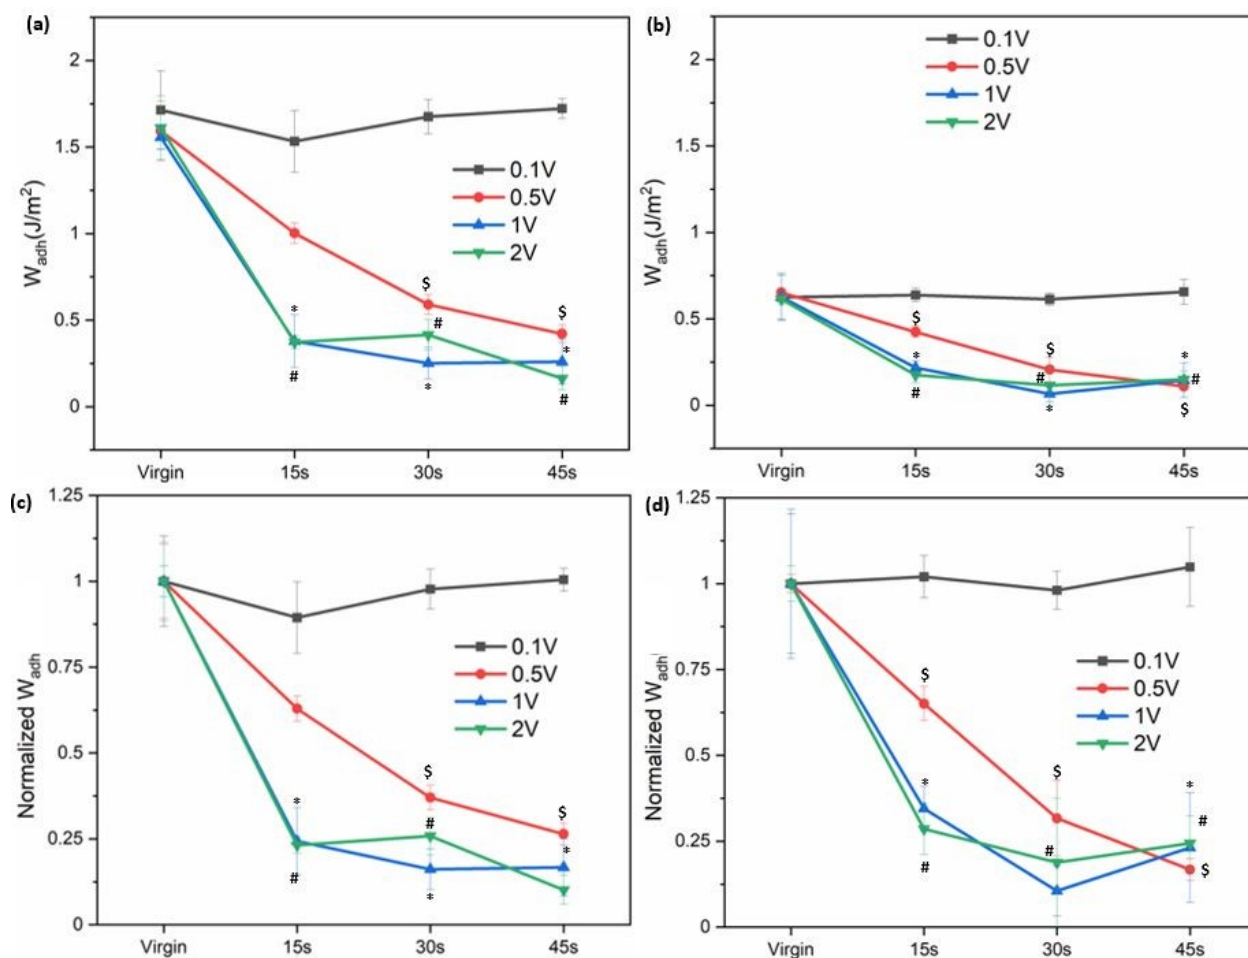 (a)
2
1.5
1
0.5
0
W_adh(J/m²)
0.1V
0.5V
1V
2V
$
$
*
#
*
#
*
#
Virgin
15s
30s
45s
(b)
2
1.5
1
0.5
0
W_adh(J/m²)
0.1V
0.5V
1V
2V
$
$
*
*
#
#
#
*
$
Virgin
15s
30s
45s
(c)
1.25
1
0.75
0.5
0.25
0
Normalized W_adh
0.1V
0.5V
1V
2V
$
$
*
#
*
#
*
Virgin
15s
30s
45s
(d)
1.25
1
0.75
0.5
0.25
0
Normalized W_adh
0.1V
0.5V
1V
2V
$
$
*
*
#
#
#
$
Virgin
15s
30s
45s